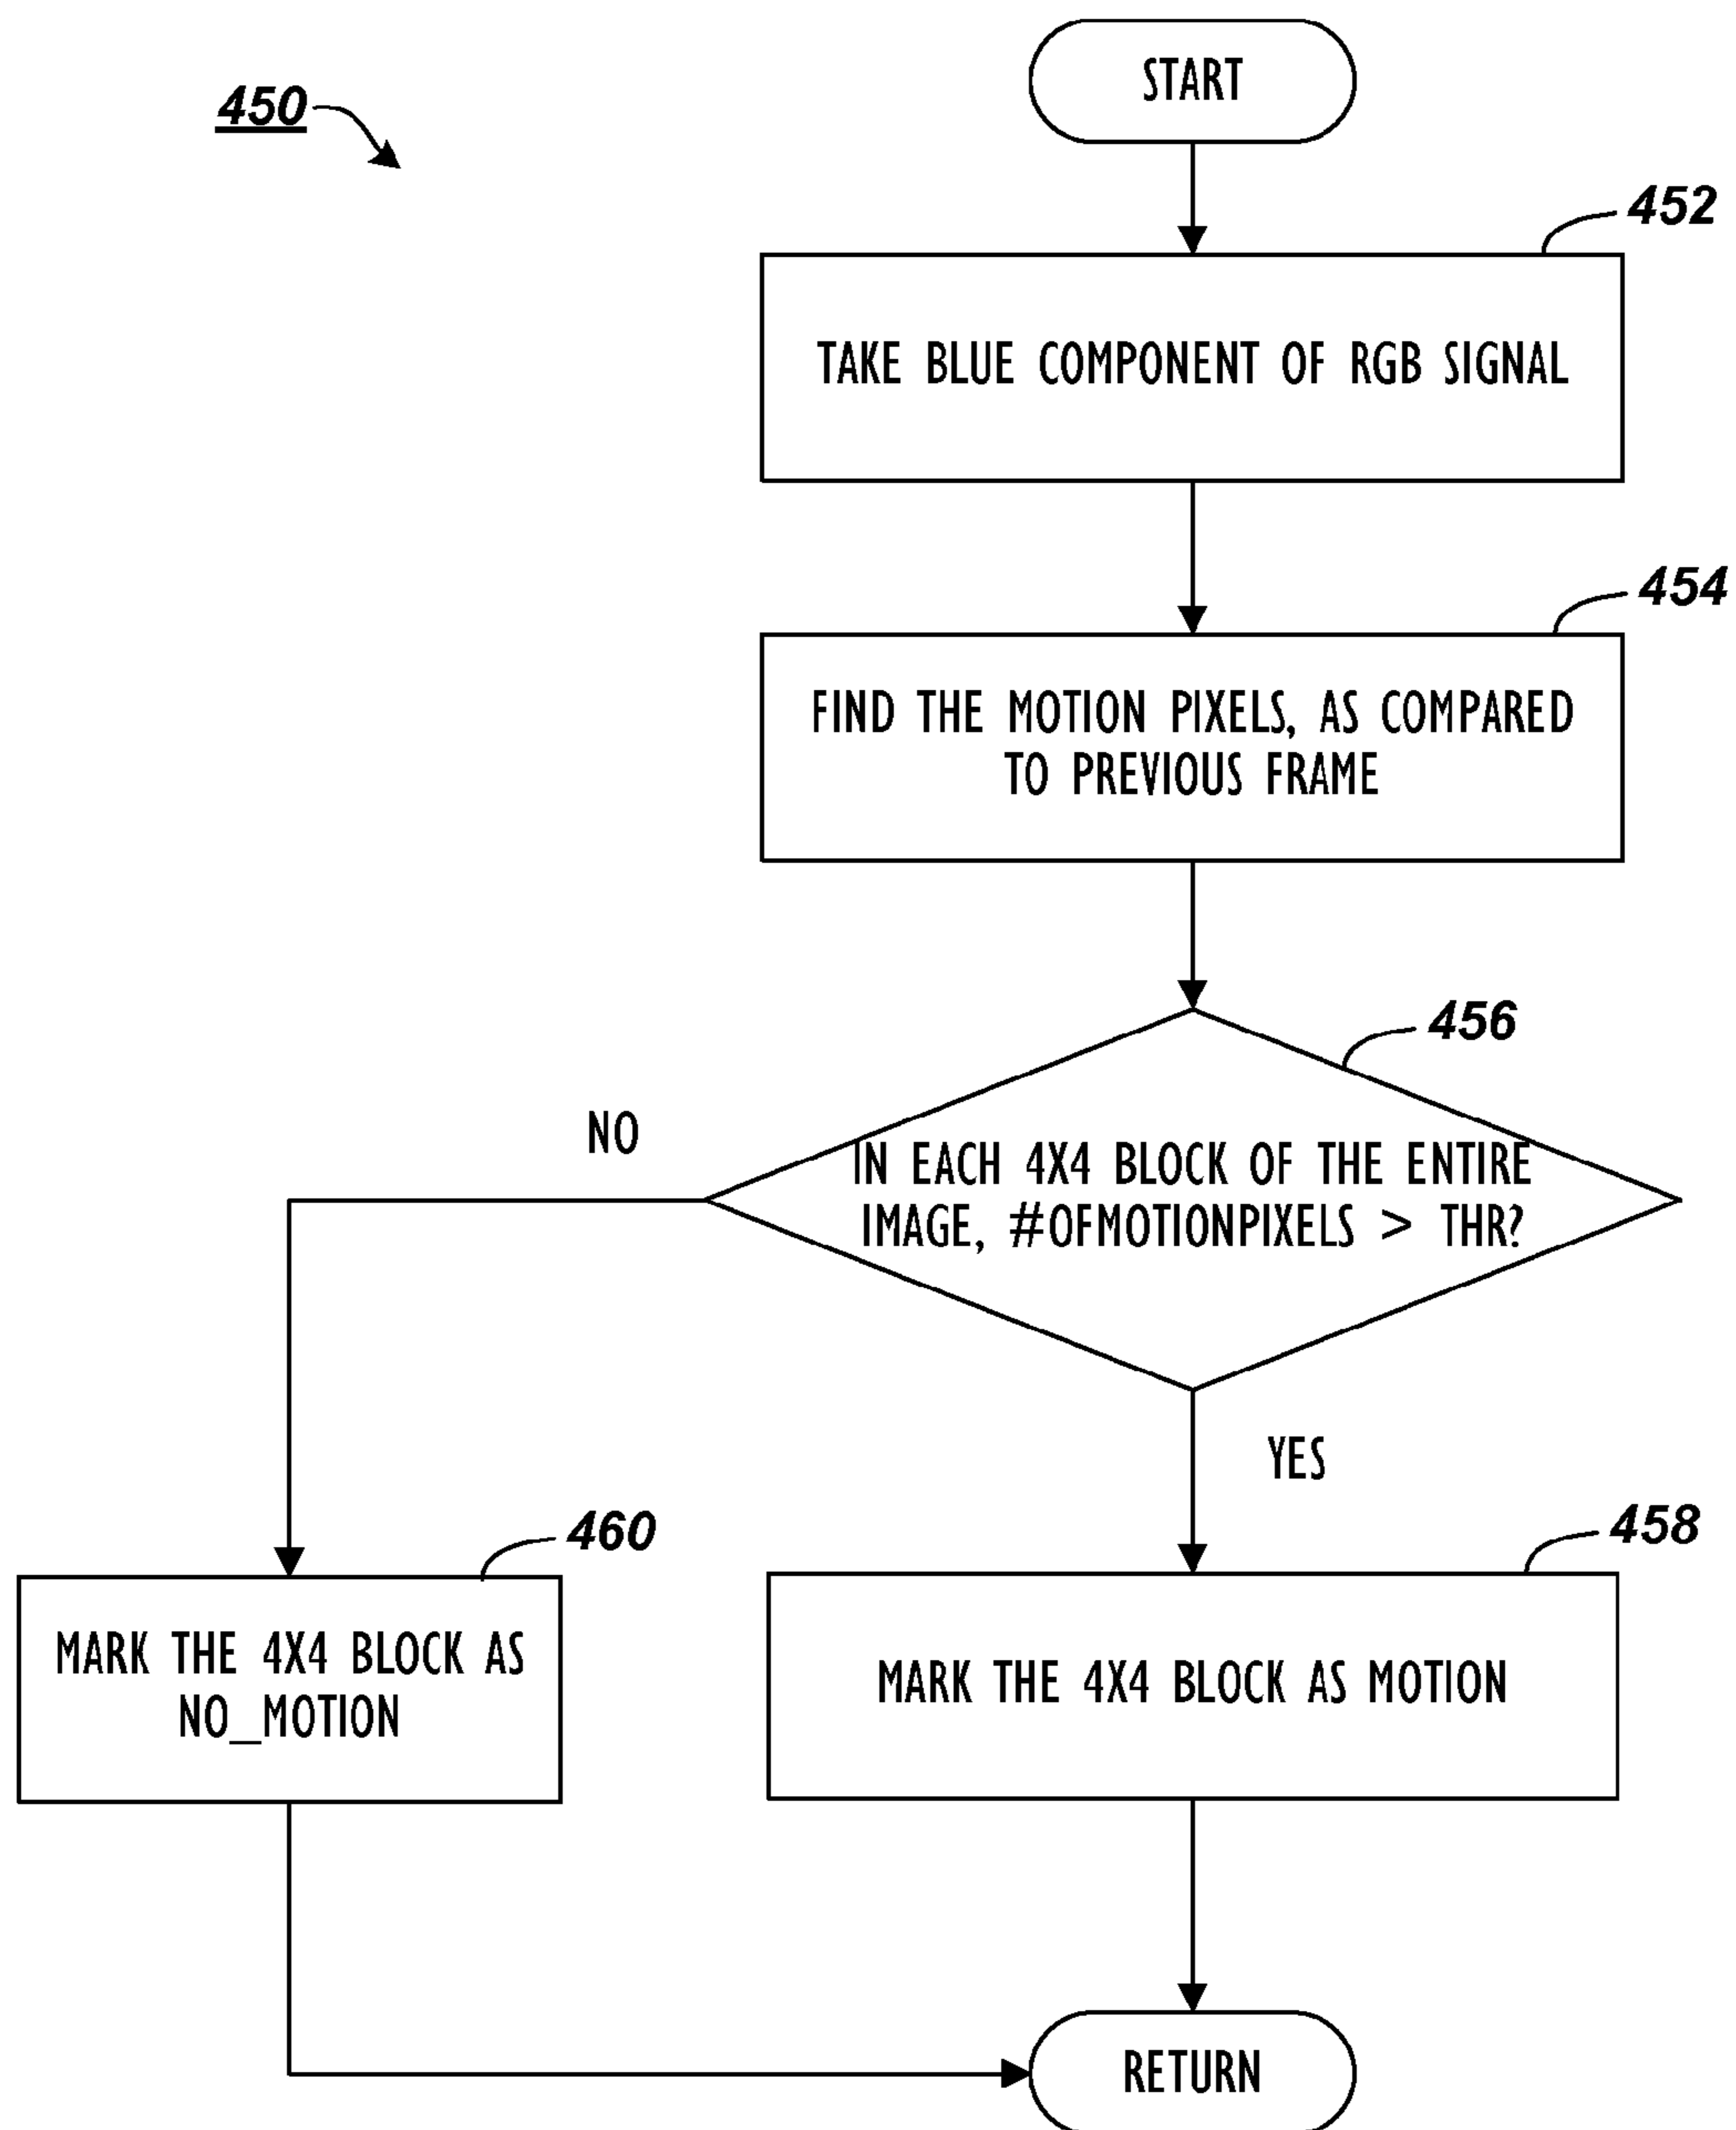 START
450
452
TAKE BLUE COMPONENT OF RGB SIGNAL
454
FIND THE MOTION PIXELS, AS COMPARED
TO PREVIOUS FRAME
456
NO
IN EACH 4X4 BLOCK OF THE ENTIRE
IMAGE, #OFMOTIONPIXELS > THR?
YES
460
458
MARK THE 4X4 BLOCK AS
NO_MOTION
MARK THE 4X4 BLOCK AS MOTION
RETURN